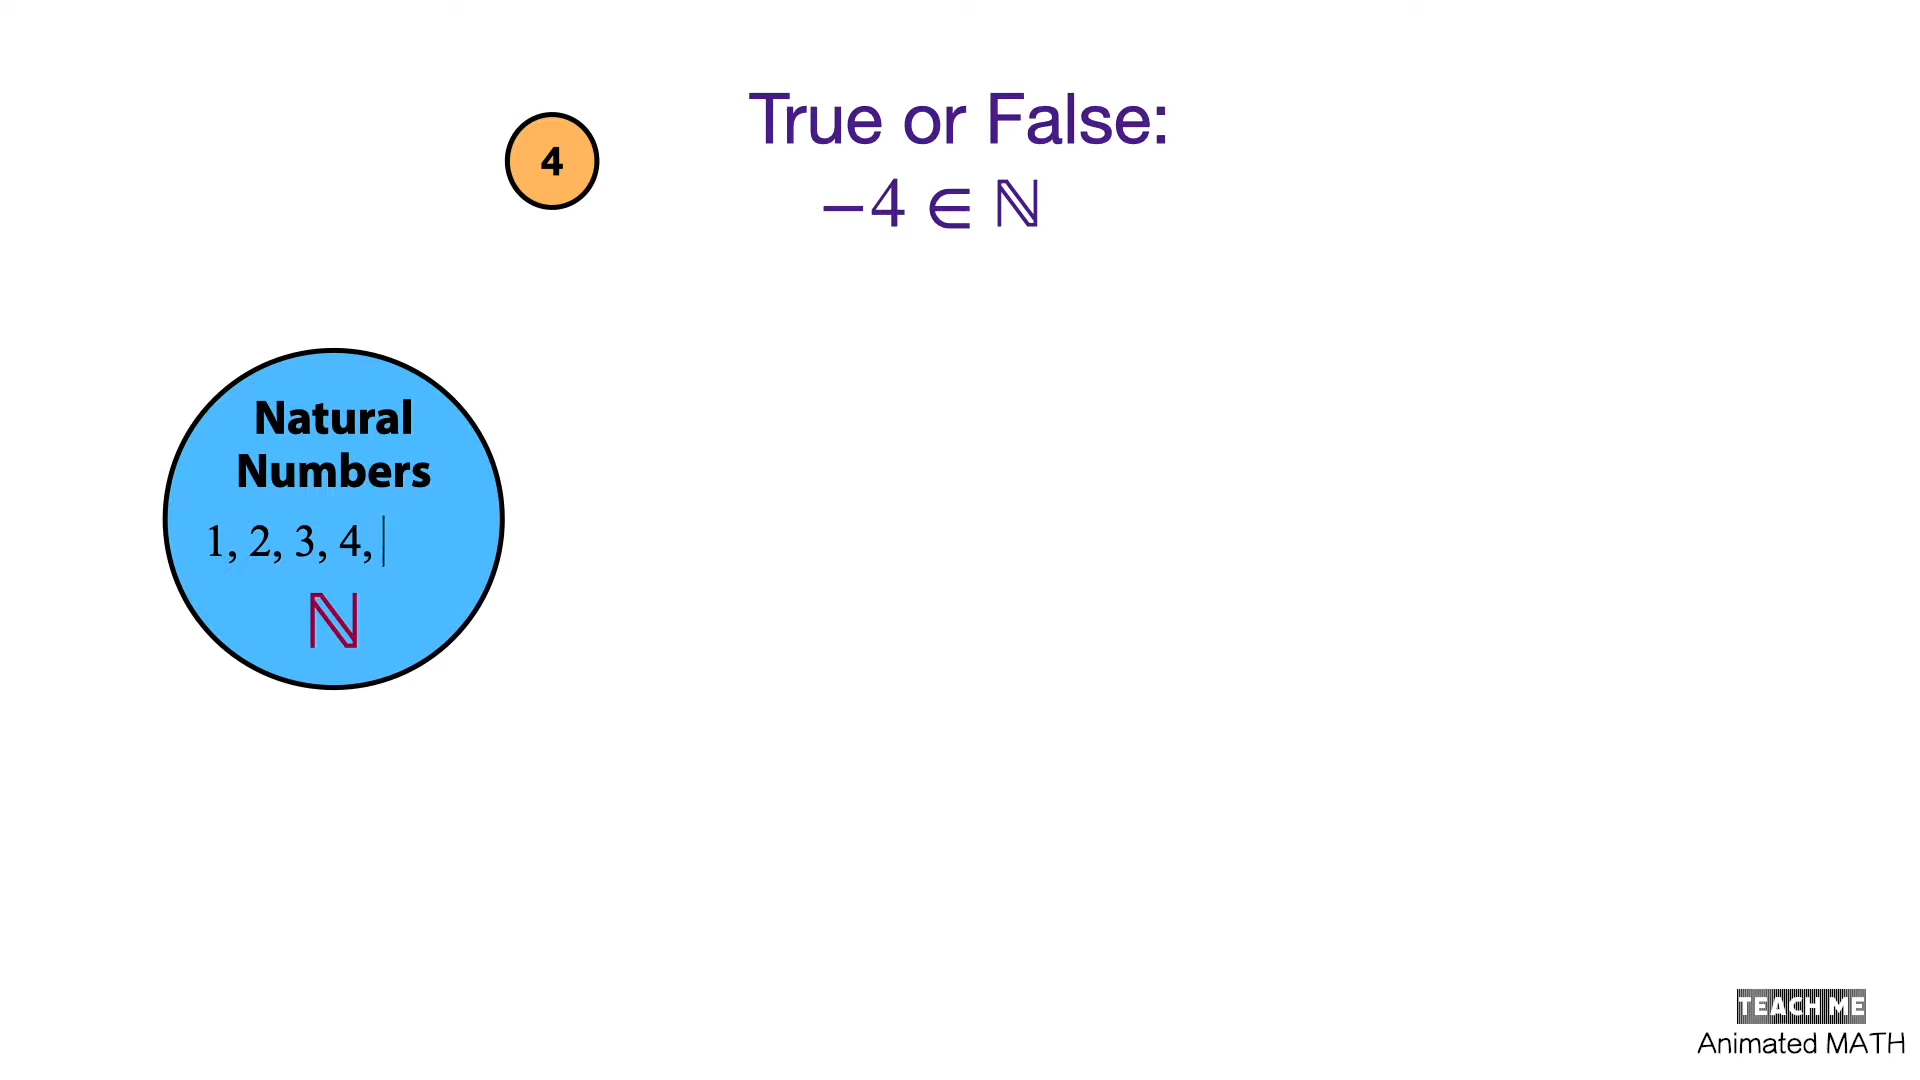 True or False:
4
−4 ∈ ℕ
Natural
Numbers
1, 2, 3, 4,
ℕ
TEACH ME
Animated MATH